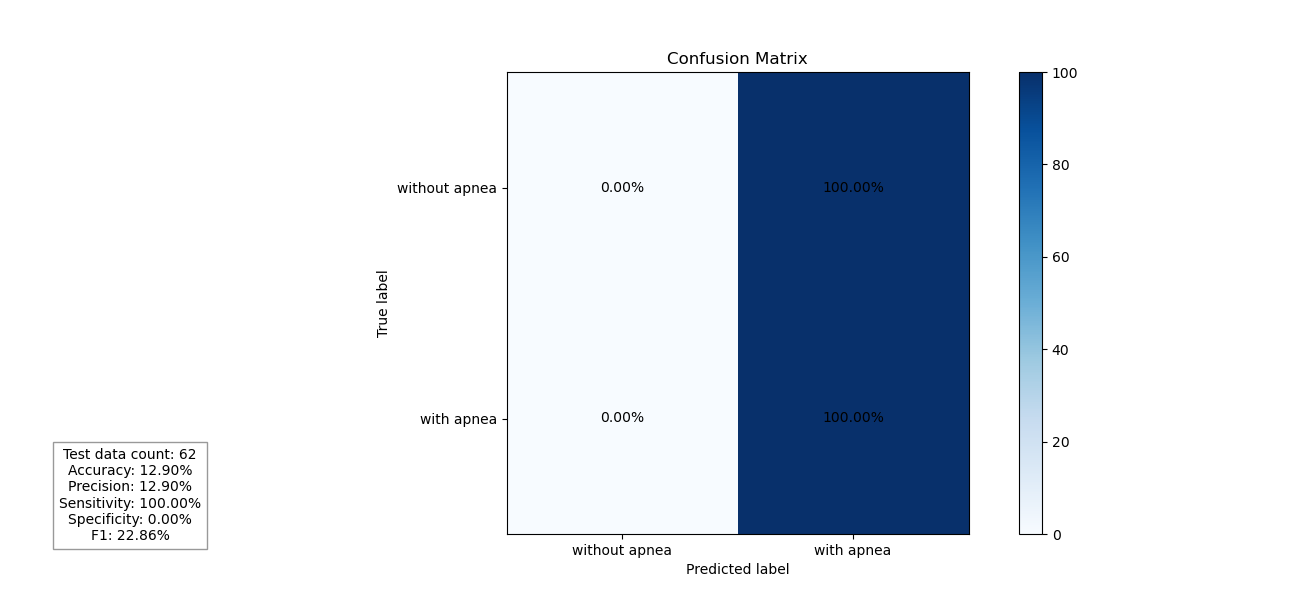 Confusion Matrix
100
80
60
40
20
0
without apnea
0.00%
100.00%
True label
with apnea
0.00%
100.00%
without apnea
with apnea
Predicted label
Test data count: 62
Accuracy: 12.90%
Precision: 12.90%
Sensitivity: 100.00%
Specificity: 0.00%
F1: 22.86%